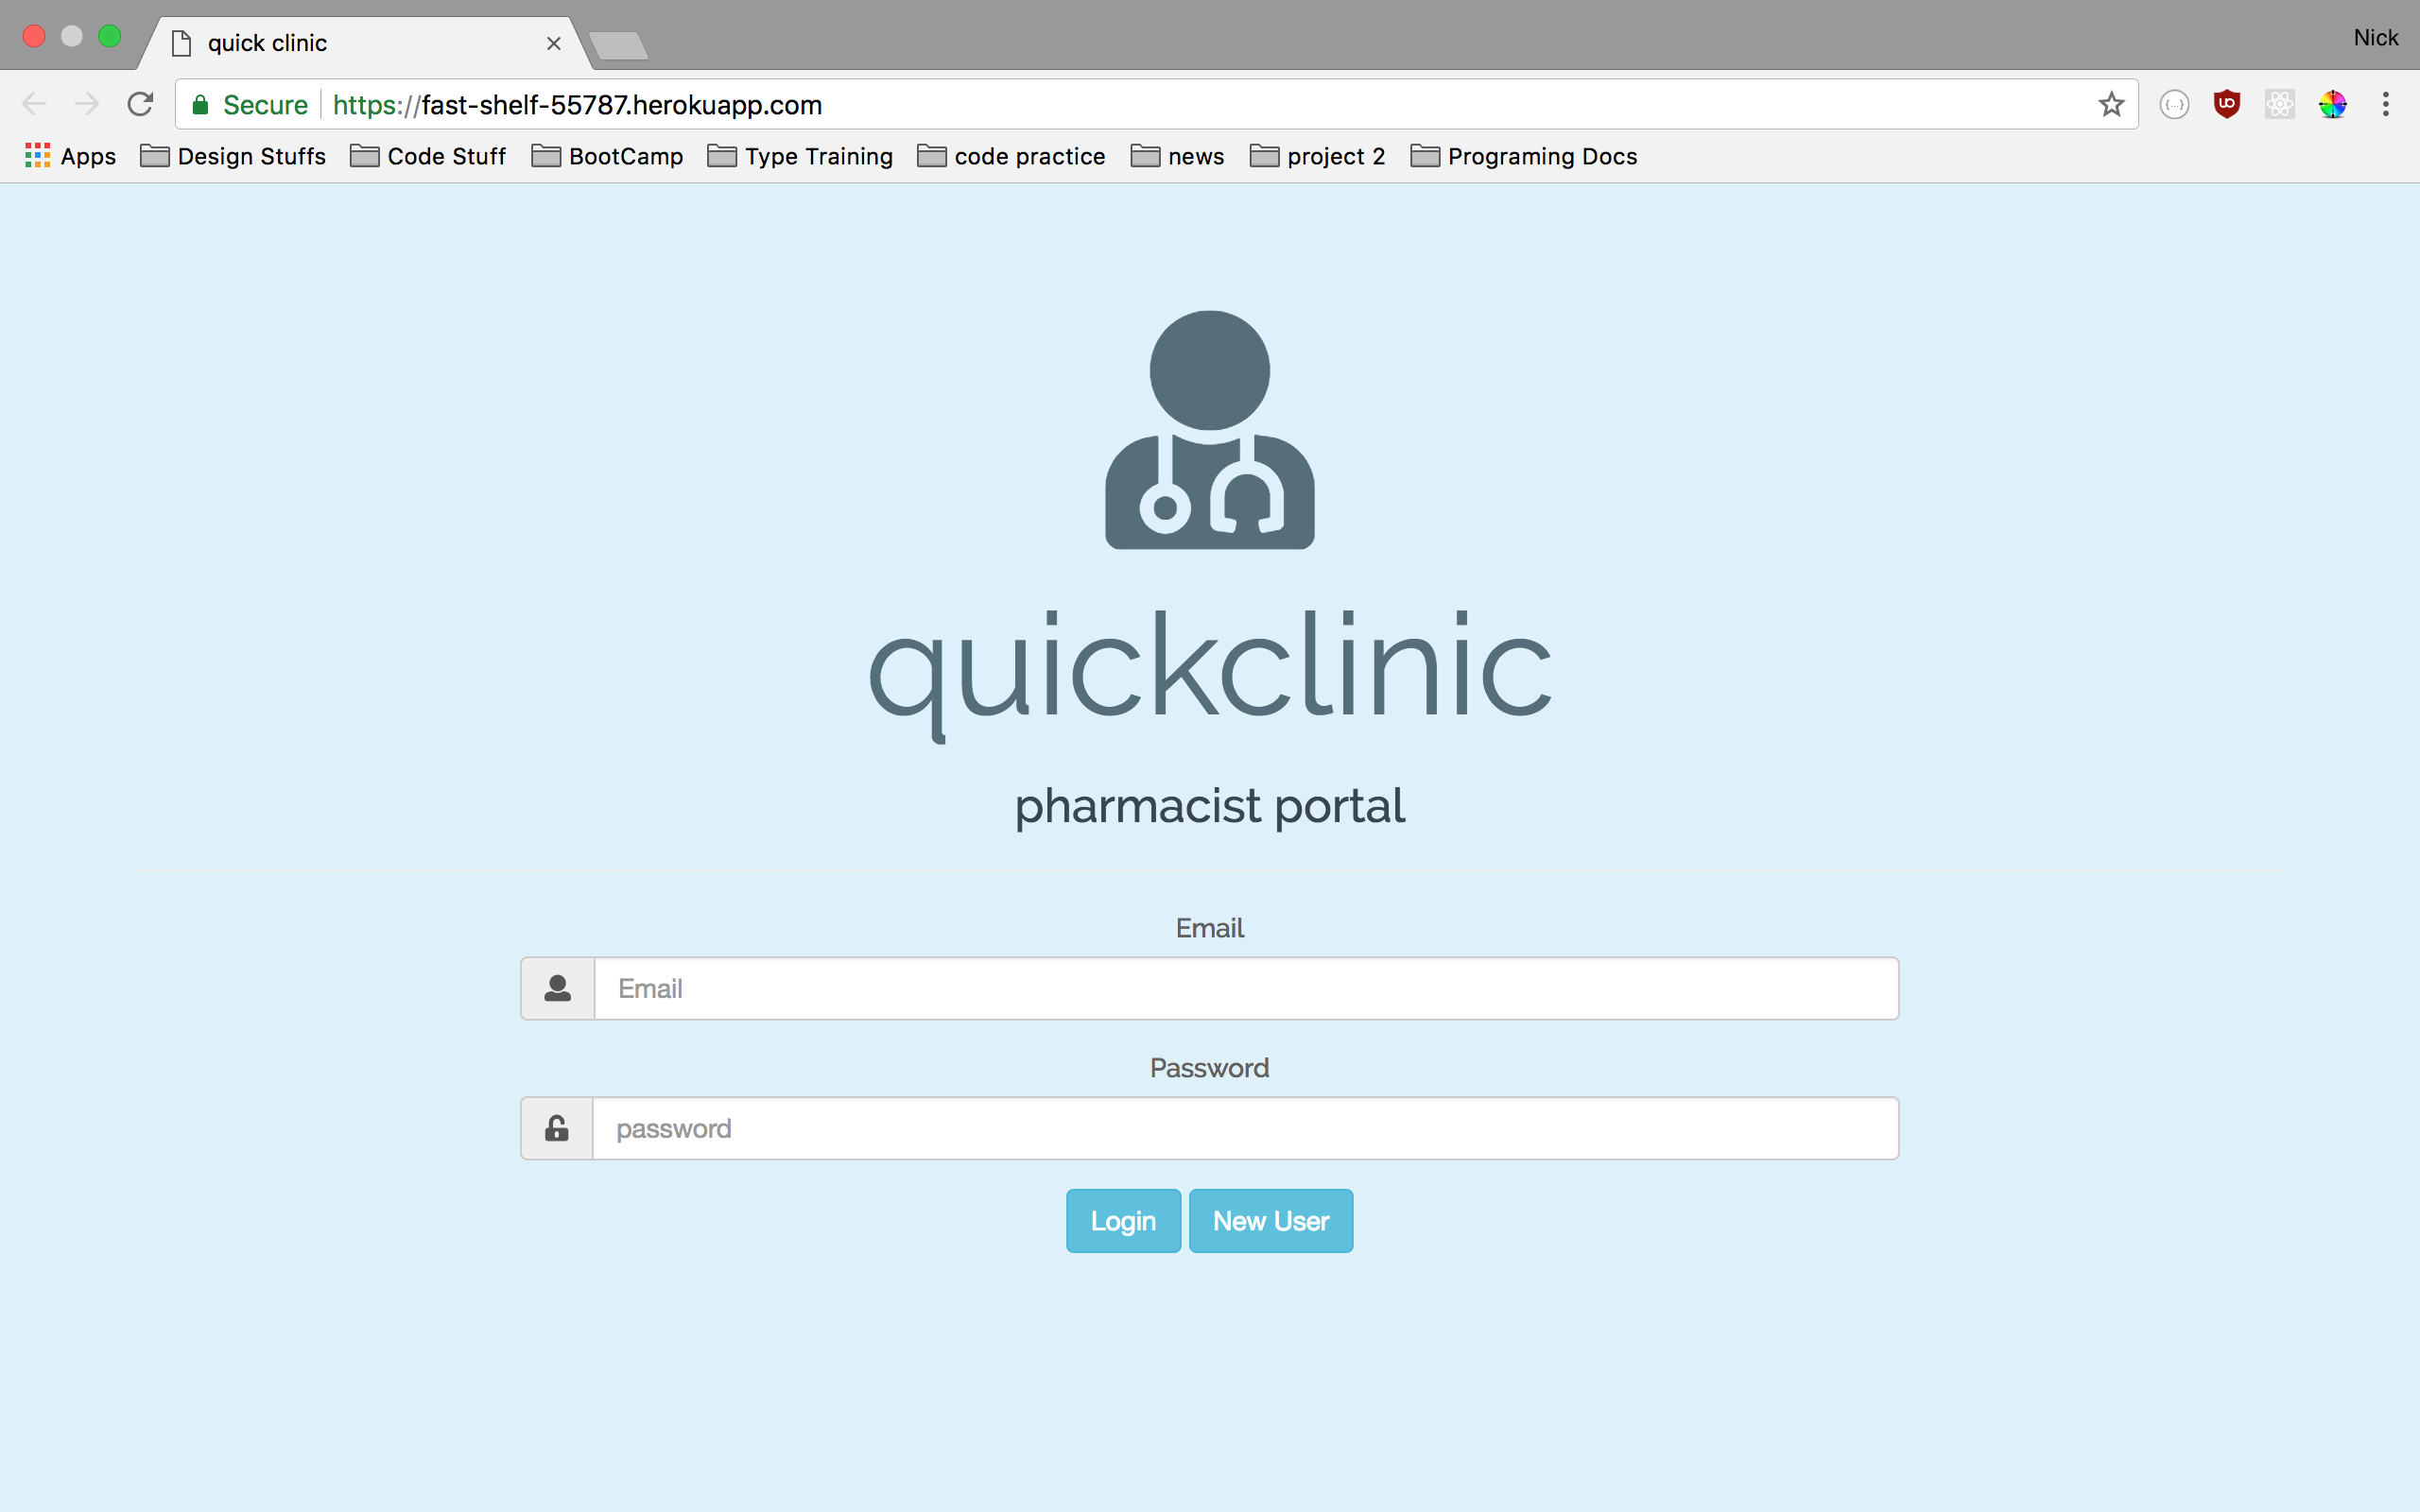 quick clinic
Nick
Secure https://fast-shelf-55787.herokuapp.com
Apps Design Stuffs Code Stuff BootCamp Type Training code practice news project 2 Programing Docs
quickclinic
pharmacist portal
Email
Email
Password
password
Login New User